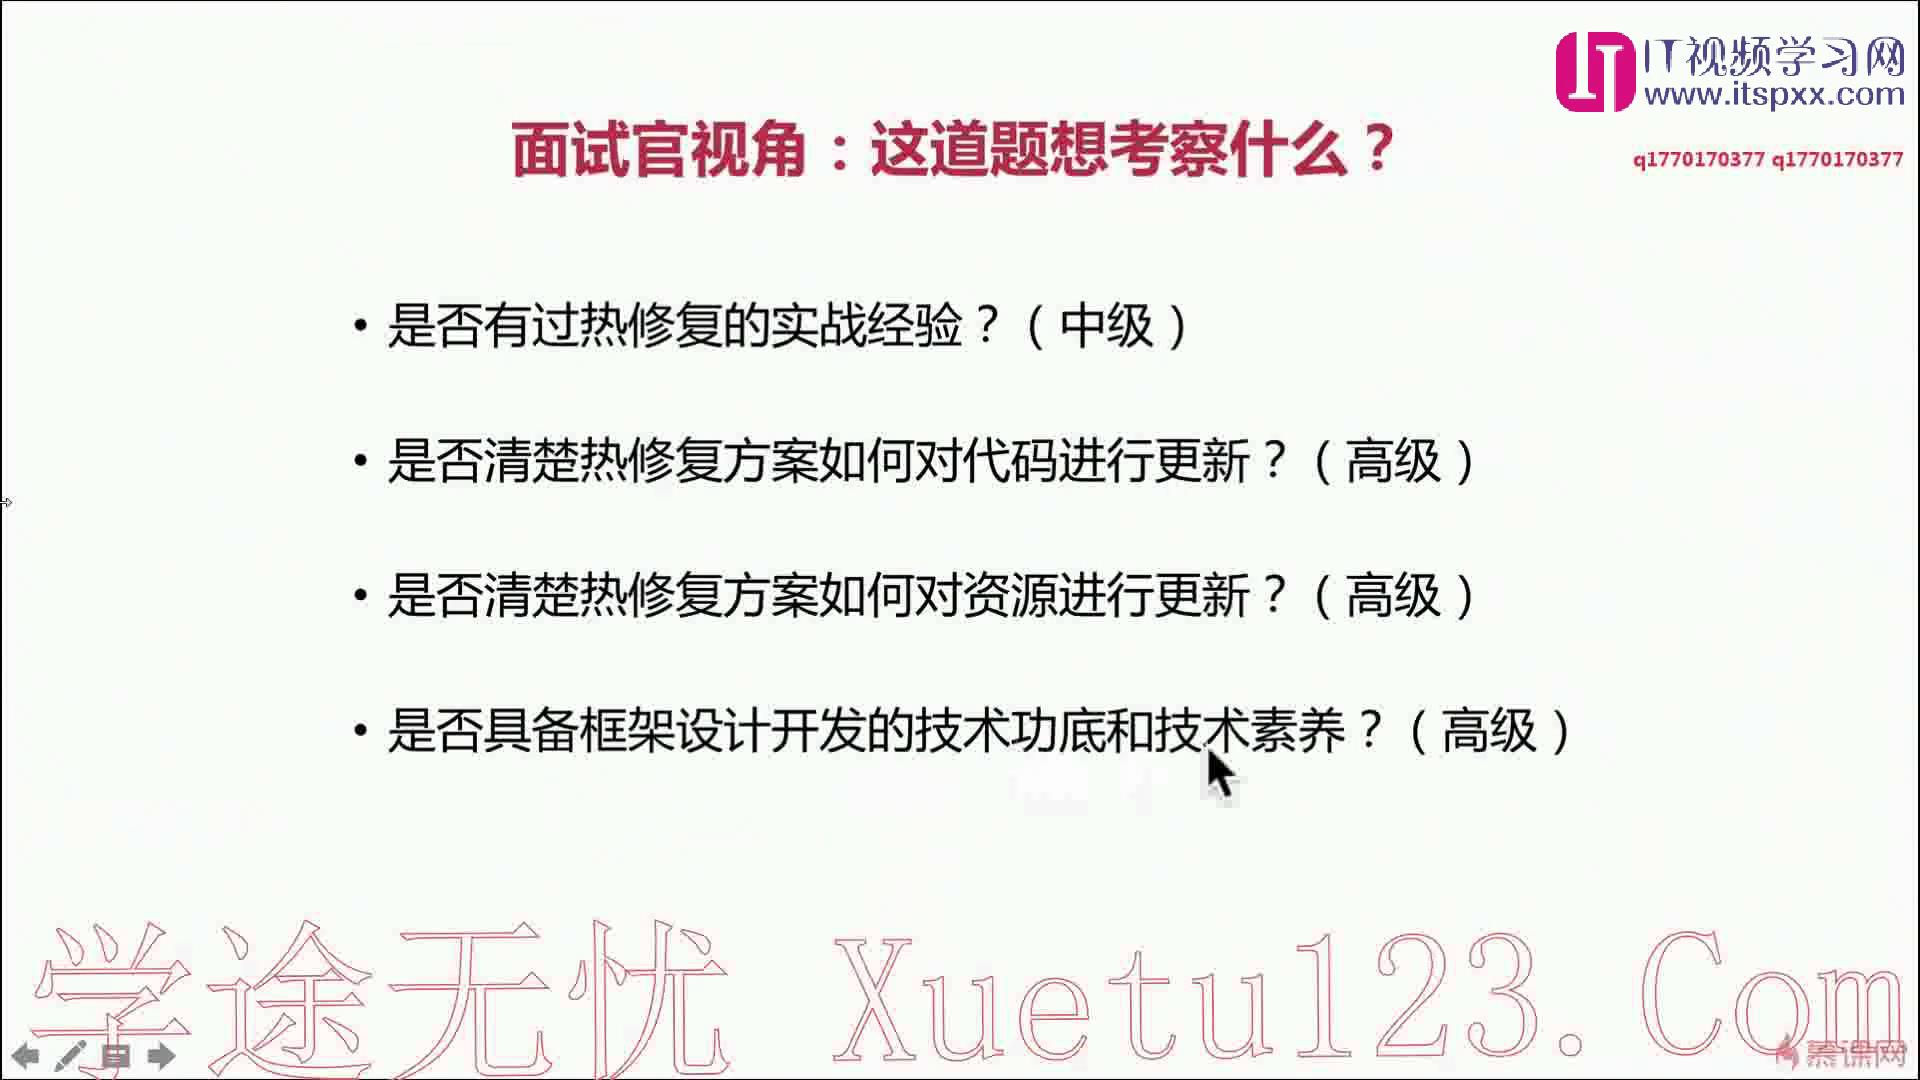 IT视频学习网
www.itspxx.com
面试官视角：这道题想考察什么？
q1770170377 q1770170377
• 是否有过热修复的实战经验？（中级）
• 是否清楚热修复方案如何对代码进行更新？（高级）
• 是否清楚热修复方案如何对资源进行更新？（高级）
• 是否具备框架设计开发的技术功底和技术素养？（高级）
学途无忧 Xuetu123.Com
慕课网